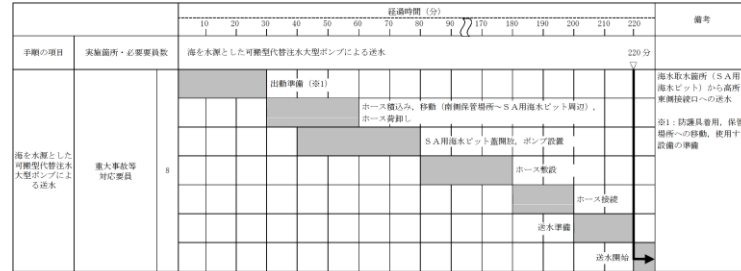 経過時間（分）
備考
10 20 30 40 50 60 70 80 90 170 180 190 200 210 220
手順の項目
実施箇所・必要要員数
海を水源とした可搬型代替注水大型ポンプによる送水
220分
海を水源とした
可搬型代替注水
大型ポンプによ
る送水
重大事故等
対応要員
8
出動準備（※1）
ホース積込み，移動（南側保管場所～ＳＡ用海水ピット周辺），
ホース荷卸し
ＳＡ用海水ピット蓋開放，ポンプ設置
ホース敷設
ホース接続
送水準備
送水開始
海水取水箇所（ＳＡ用
海水ピット）から高所
東側接続口への送水
※1：防護具着用，保管
場所への移動，使用す
設備の準備